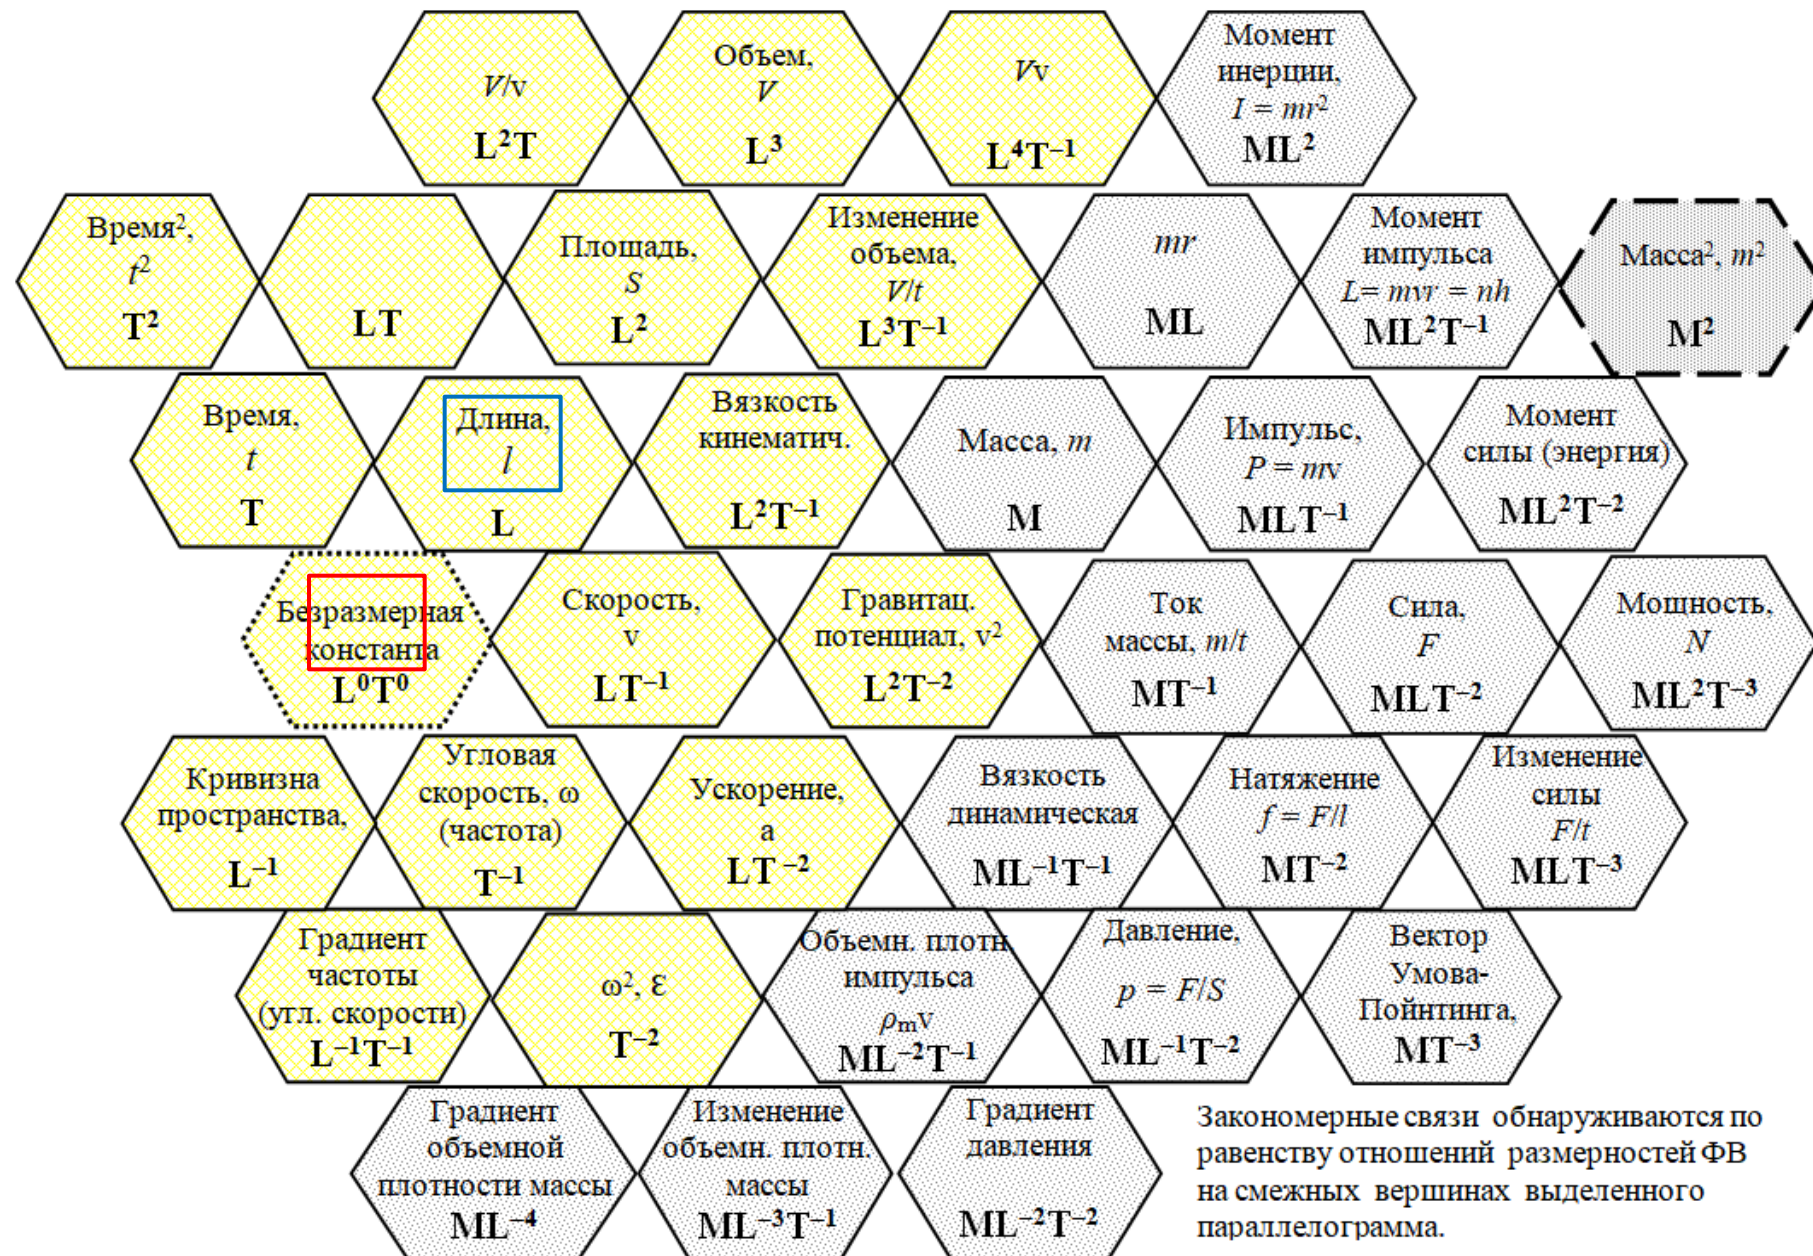 V/v
L²T
Объем,
V
L³
Vv
L⁴T⁻¹
Момент
инерции,
I = mr²
ML²
Время²,
t²
T²
LT
Площадь,
S
L²
Изменение
объема,
V/t
L³T⁻¹
mr
ML
Момент
импульса
L= mvr = nh
ML²T⁻¹
Масса², m²
M²
Время,
t
T
Длина,
l
L
Вязкость
кинематич.
L²T⁻¹
Масса, m
M
Импульс,
P = mv
MLT⁻¹
Момент
силы (энергия)
ML²T⁻²
Безразмерная
константа
L⁰T⁰
Скорость,
v
LT⁻¹
Гравитац.
потенциал, v²
L²T⁻²
Ток
массы, m/t
MT⁻¹
Сила,
F
MLT⁻²
Мощность,
N
ML²T⁻³
Кривизна
пространства,
L⁻¹
Угловая
скорость, ω
(частота)
T⁻¹
Ускорение,
a
LT⁻²
Вязкость
динамическая
ML⁻¹T⁻¹
Натяжение
f = F/l
MT⁻²
Изменение
силы
F/t
MLT⁻³
Градиент
частоты
(угл. скорости)
L⁻¹T⁻¹
ω², Ɛ
T⁻²
Объемн. плотн
импульса
ρₘv
ML⁻²T⁻¹
Давление,
p = F/S
ML⁻¹T⁻²
Вектор
Умова-
Пойнтинга,
MT⁻³
Градиент
объемной
плотности массы
ML⁻⁴
Изменение
объемн. плотн.
массы
ML⁻³T⁻¹
Градиент
давления
ML⁻²T⁻²
Закономерные связи обнаруживаются по
равенству отношений размерностей ФВ
на смежных вершинах выделенного
параллелограмма.